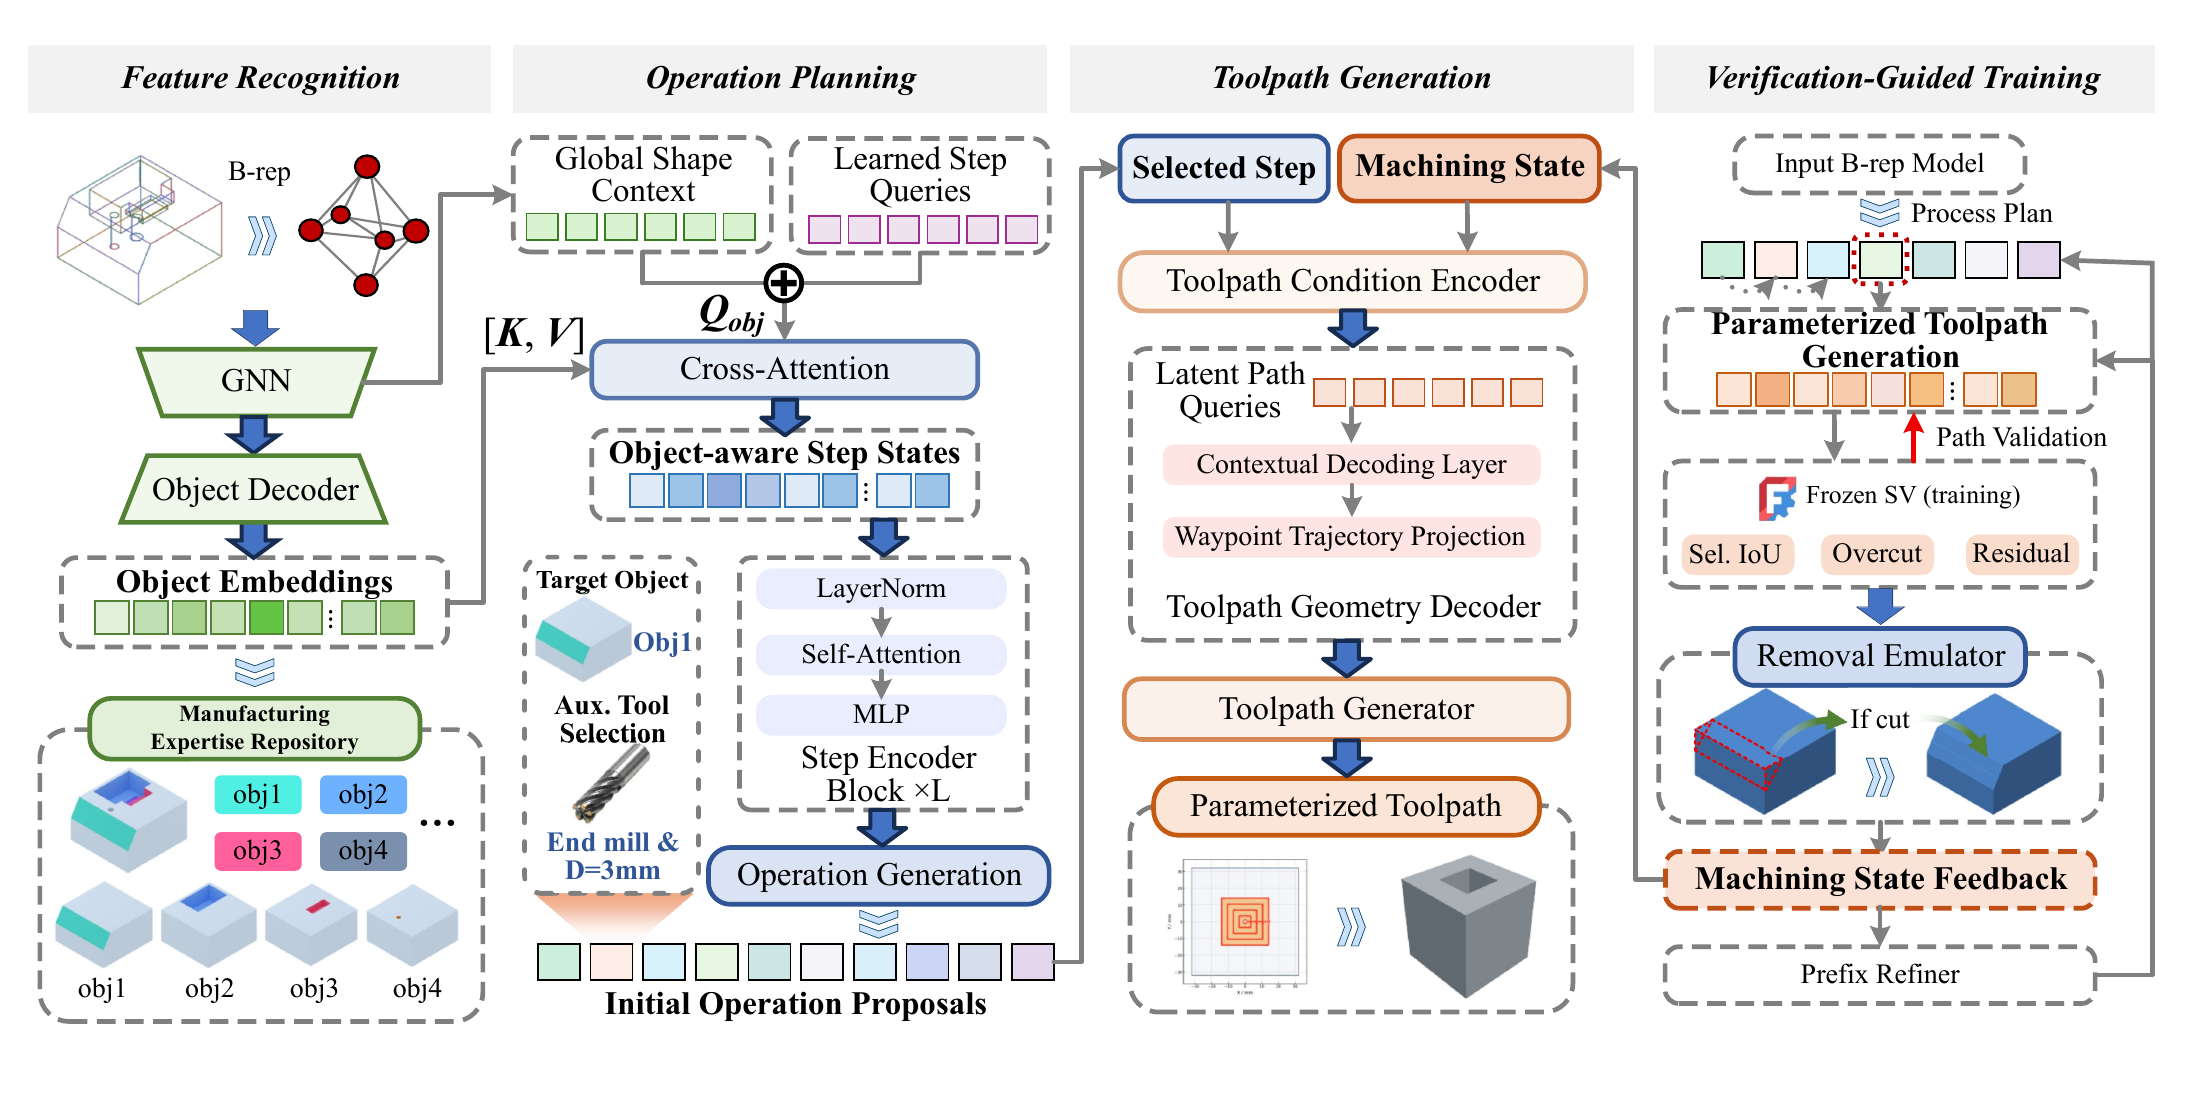 Feature Recognition
Operation Planning
Toolpath Generation
Verification-Guided Training
B-rep
GNN
Object Decoder
Object Embeddings
Manufacturing
Expertise Repository
obj1
obj2
obj3
obj4
...
obj1
obj2
obj3
obj4
Global Shape
Context
Learned Step
Queries
Qobj
[K, V]
Cross-Attention
Object-aware Step States
Target Object
Obj1
Aux. Tool
Selection
End mill &
D=3mm
LayerNorm
Self-Attention
MLP
Step Encoder
Block ×L
Operation Generation
Initial Operation Proposals
Selected Step
Machining State
Toolpath Condition Encoder
Latent Path
Queries
Contextual Decoding Layer
Waypoint Trajectory Projection
Toolpath Geometry Decoder
Toolpath Generator
Parameterized Toolpath
X / mm
Input B-rep Model
Process Plan
Parameterized Toolpath
Generation
Path Validation
Frozen SV (training)
Sel. IoU
Overcut
Residual
Removal Emulator
If cut
Machining State Feedback
Prefix Refiner